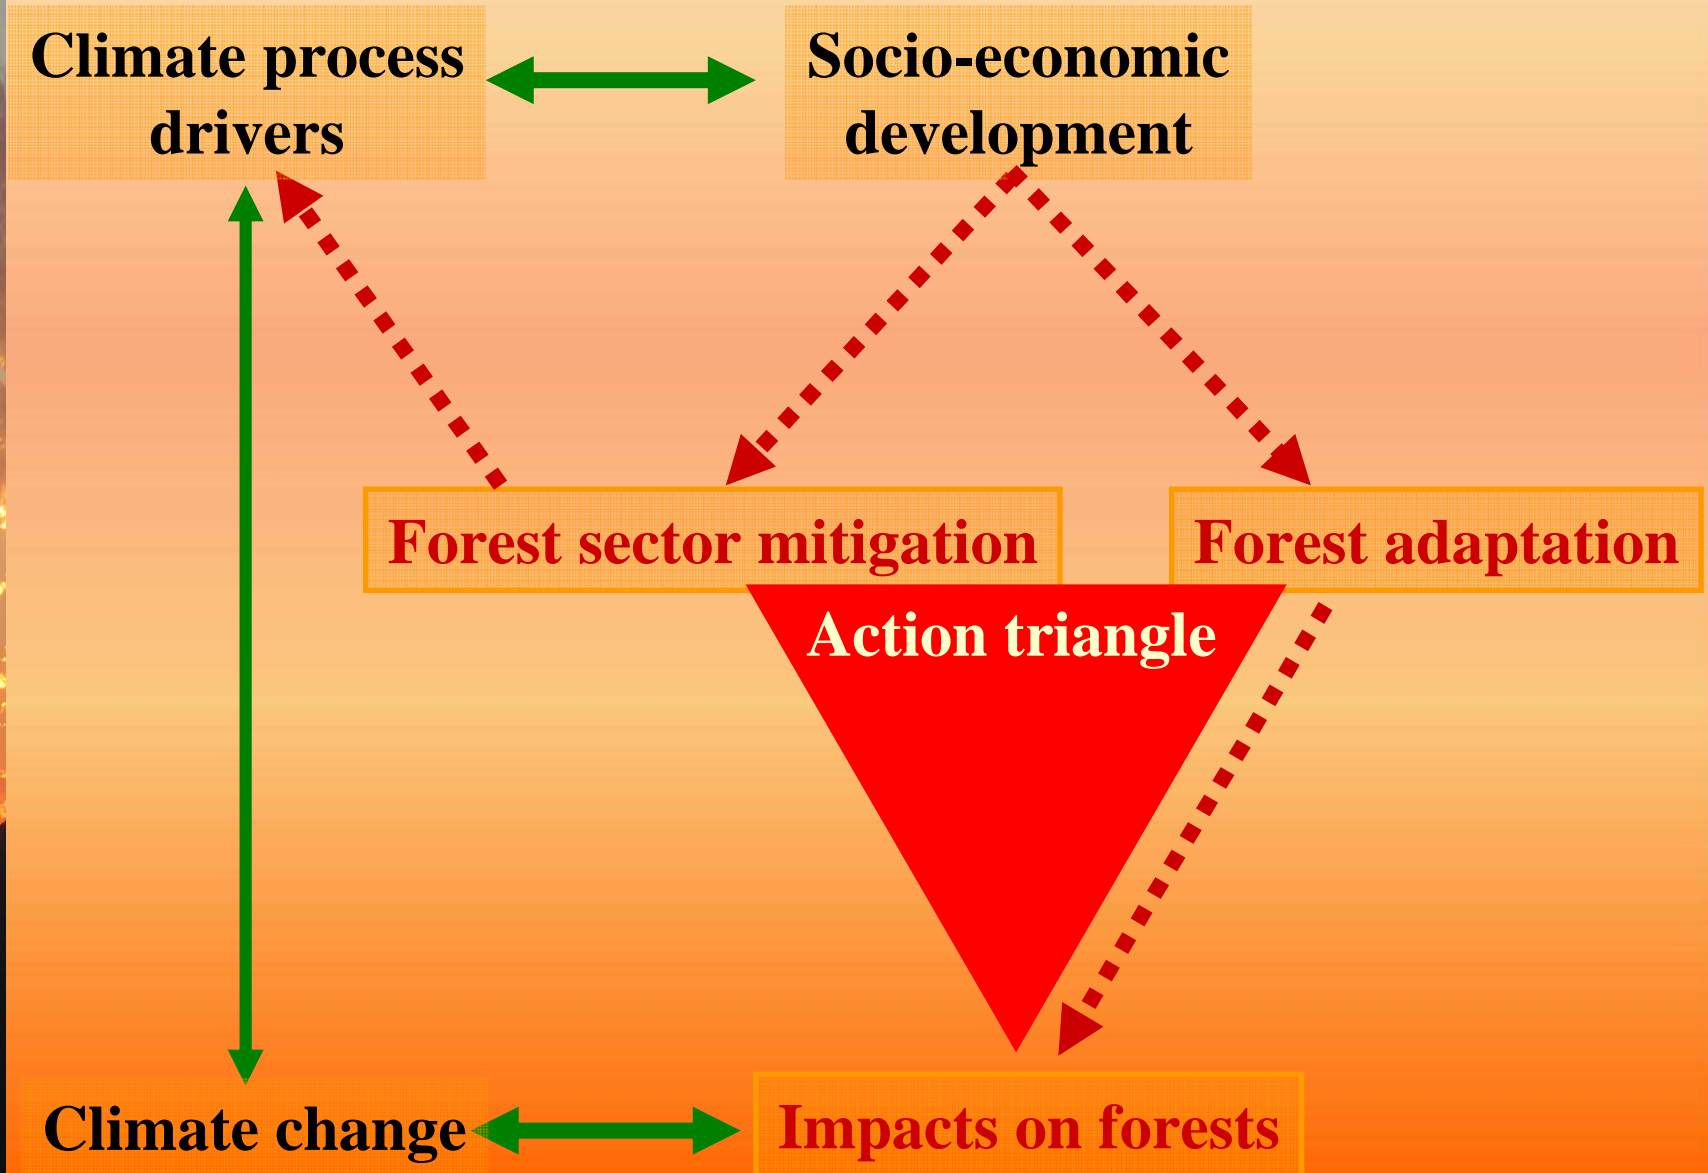 Climate process
drivers
Socio-economic
development
Forest sector mitigation
Forest adaptation
Action triangle
Climate change
Impacts on forests